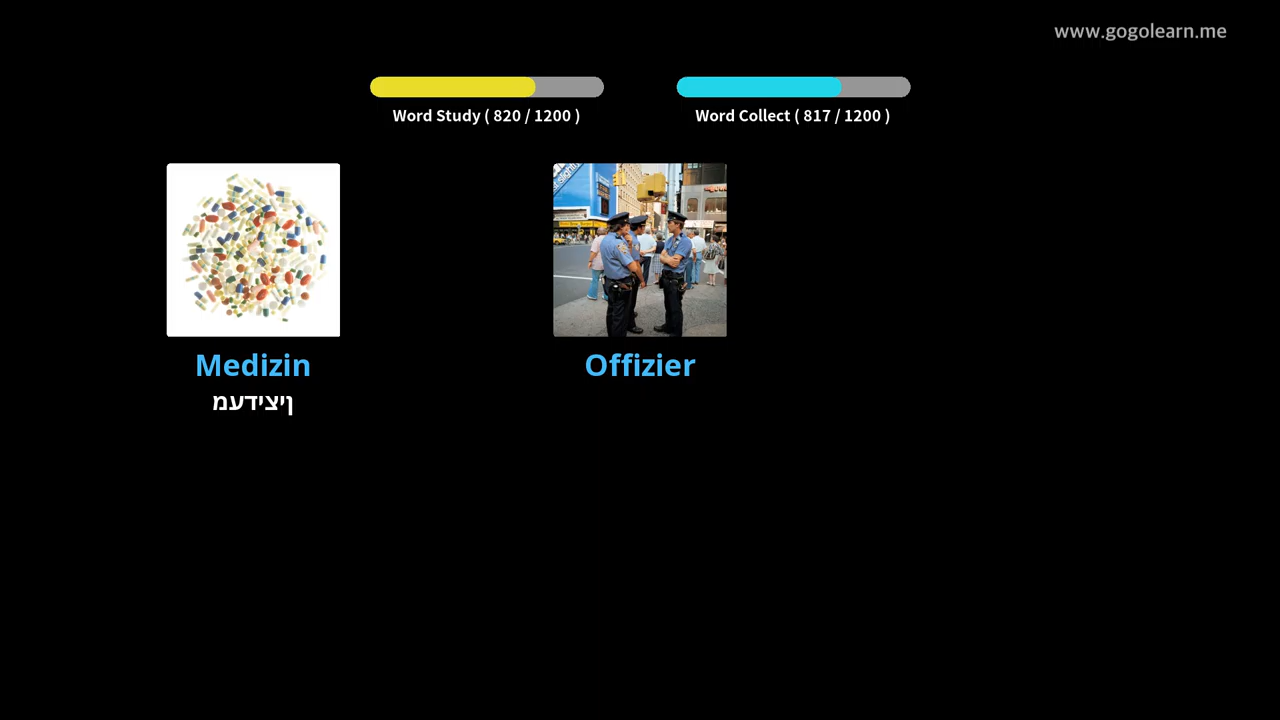 www.gogolearn.me
Word Study ( 820 / 1200 )
Word Collect ( 817 / 1200 )
Medizin
Offizier
מעדיצין